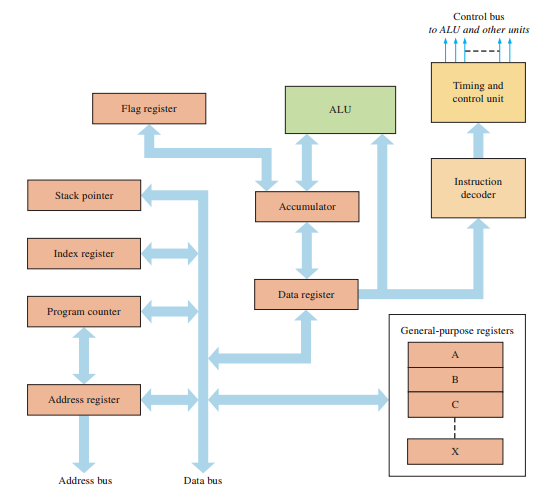 Control bus
to ALU and other units
Timing and
control unit
Flag register
ALU
Instruction
decoder
Stack pointer
Accumulator
Index register
Data register
Program counter
General-purpose registers
A
B
C
X
Address register
Address bus
Data bus